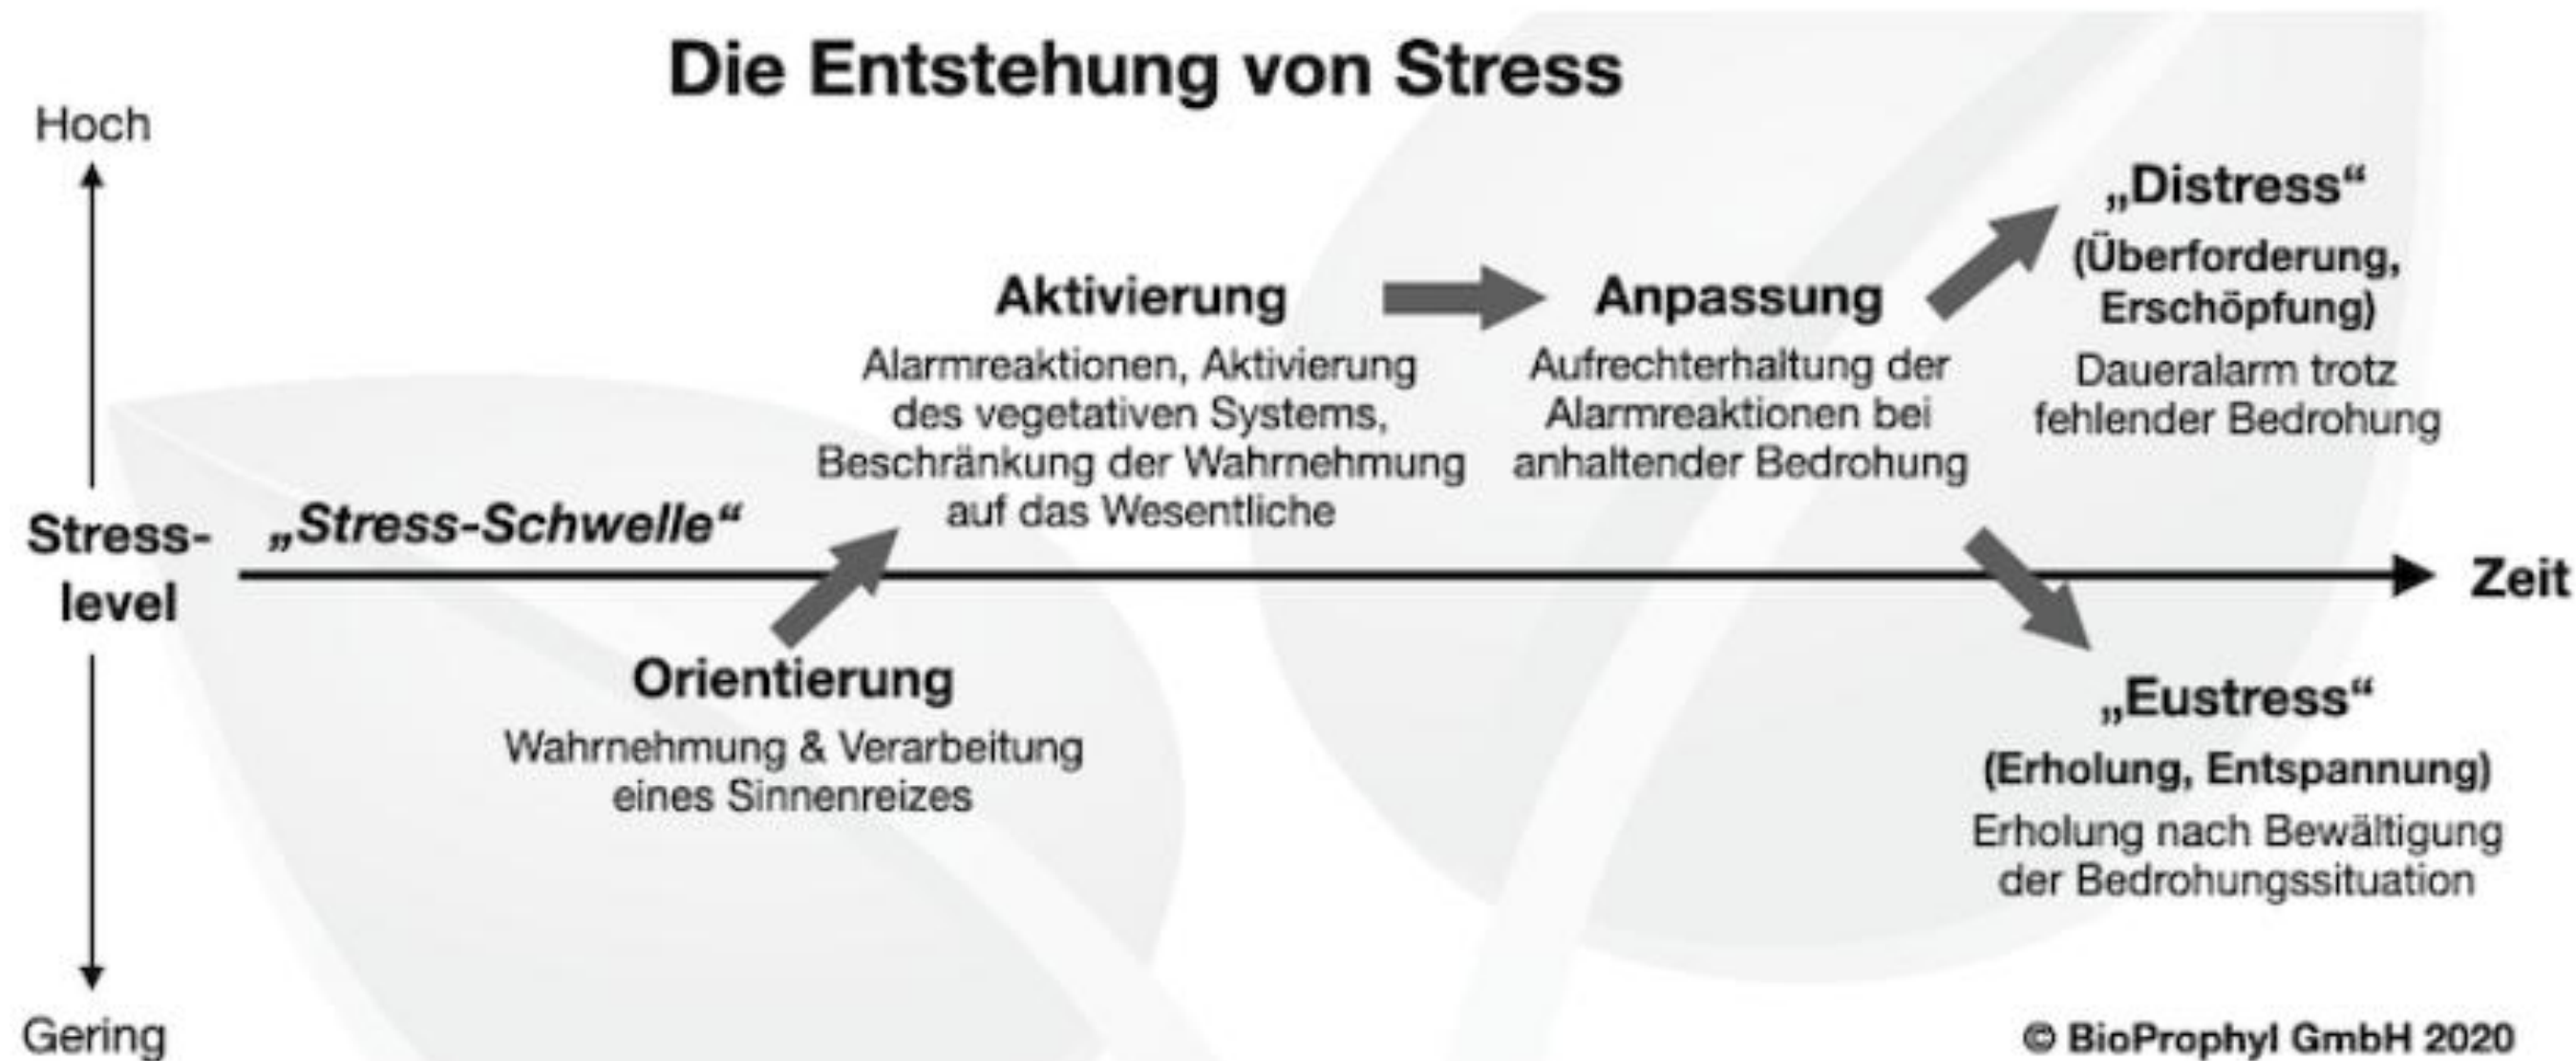 Die Entstehung von Stress
Hoch
„Distress“
(Überforderung,
Erschöpfung)
Daueralarm trotz
fehlender Bedrohung
Aktivierung
Alarmreaktionen, Aktivierung
des vegetativen Systems,
Beschränkung der Wahrnehmung
auf das Wesentliche
Anpassung
Aufrechterhaltung der
Alarmreaktionen bei
anhaltender Bedrohung
Stress-
level
„Stress-Schwelle“
Zeit
Orientierung
Wahrnehmung & Verarbeitung
eines Sinnenreizes
„Eustress“
(Erholung, Entspannung)
Erholung nach Bewältigung
der Bedrohungssituation
Gering
© BioProphyl GmbH 2020